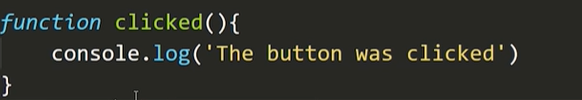 function clicked(){
    console.log('The button was clicked')
}